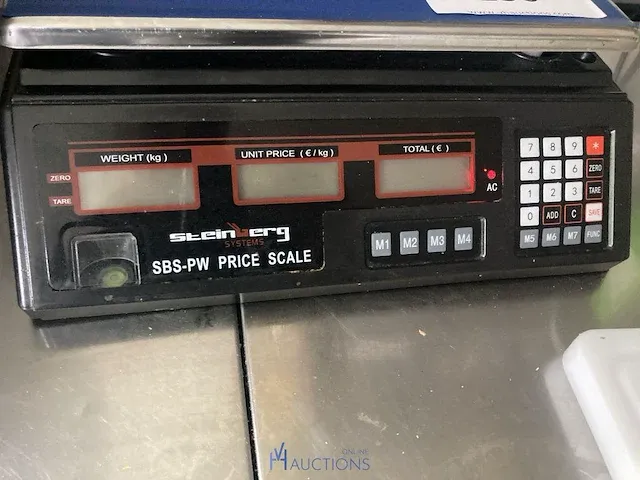 WEIGHT (kg)
UNIT PRICE (€/kg)
TOTAL (€)
ZERO
TARE
AC
steinberg
SYSTEMS
SBS-PW PRICE SCALE
M1 M2 M3 M4
7 8 9 *
4 5 6 ZERO
1 2 3 TARE
0 ADD C SAVE
M5 M6 M7 FUNC
ONLINE
AUCTIONS